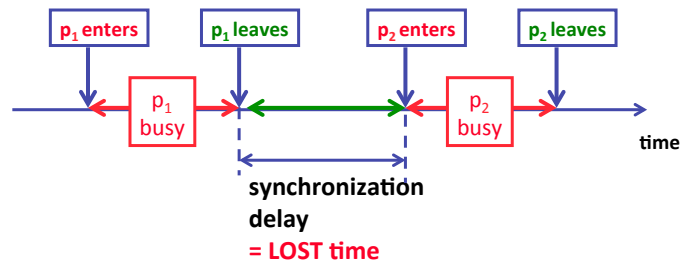 p₁ enters
p₁ leaves
p₂ enters
p₂ leaves
p₁
busy
p₂
busy
time
synchronization
delay
= LOST time